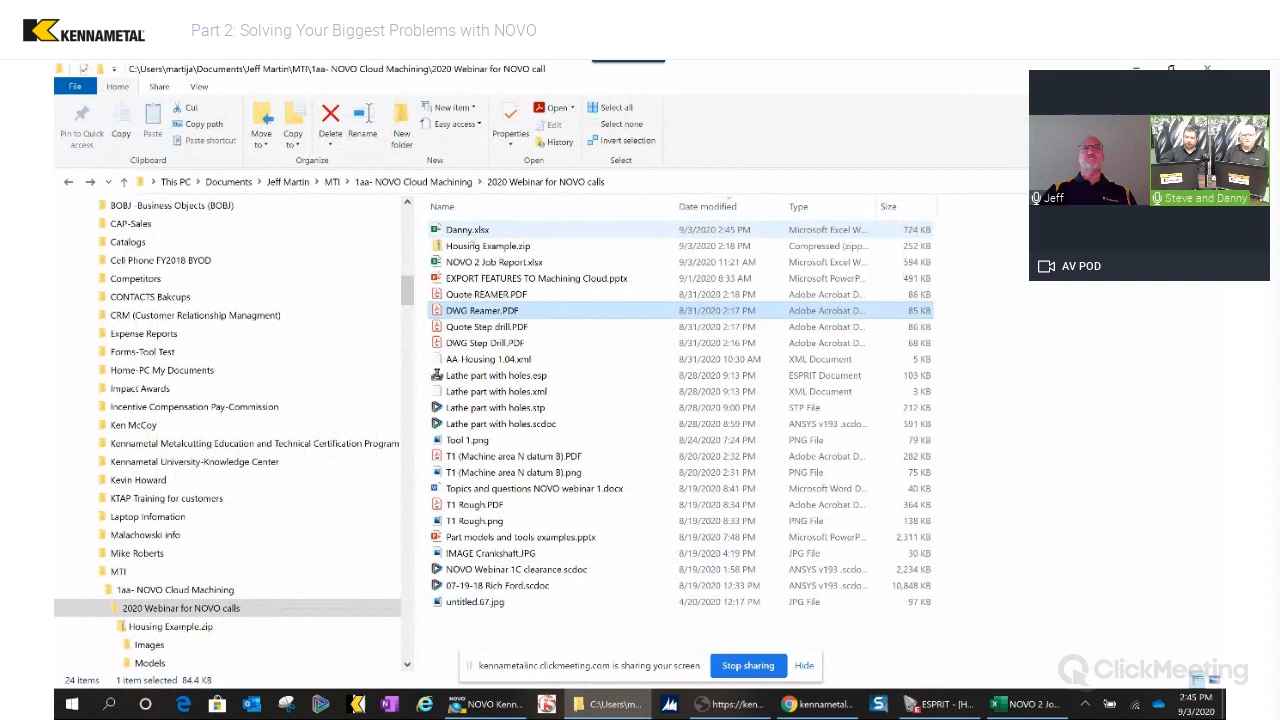 KENNAMETAL
Part 2: Solving Your Biggest Problems with NOVO
C:\Users\martija\Documents\Jeff Martin\MTI\1aa- NOVO Cloud Machining\2020 Webinar for NOVO call
File Home Share View
Pin to Quick access
Copy
Paste
Cut
Copy path
Paste shortcut
Clipboard
Move to
Copy to
Delete
Rename
Organize
New folder
New item
Easy access
New
Properties
Open
Edit
History
Open
Select all
Select none
Invert selection
Select
This PC > Documents > Jeff Martin > MTI > 1aa- NOVO Cloud Machining > 2020 Webinar for NOVO calls
BOBJ -Business Objects (BOBJ)
CAP-Sales
Catalogs
Cell Phone FY2018 BYOD
Competitors
CONTACTS Bakcups
CRM (Customer Relationship Managment)
Expense Reports
Forms-Tool Test
Home-PC My Documents
Impact Awards
Incentive Compensation Pay-Commission
Ken McCoy
Kennametal Metalcutting Education and Technical Certification Program
Kennametal University-Knowledge Center
Kevin Howard
KTAP Training for customers
Laptop Infomation
Malachowski info
Mike Roberts
MTI
1aa- NOVO Cloud Machining
2020 Webinar for NOVO calls
Housing Example.zip
Images
Models
Name Date modified Type Size
Danny.xlsx 9/3/2020 2:45 PM Microsoft Excel W... 724 KB
Housing Example.zip 9/3/2020 2:18 PM Compressed (zipp... 252 KB
NOVO 2 Job Report.xlsx 9/3/2020 11:21 AM Microsoft Excel W... 594 KB
EXPORT FEATURES TO Machining Cloud.pptx 9/1/2020 8:33 AM Microsoft PowerP... 491 KB
Quote REAMER.PDF 8/31/2020 2:18 PM Adobe Acrobat D... 86 KB
DWG Reamer.PDF 8/31/2020 2:17 PM Adobe Acrobat D... 85 KB
Quote Step drill.PDF 8/31/2020 2:17 PM Adobe Acrobat D... 86 KB
DWG Step Drill.PDF 8/31/2020 2:16 PM Adobe Acrobat D... 68 KB
AA-Housing 1.04.xml 8/31/2020 10:30 AM XML Document 5 KB
Lathe part with holes.esp 8/28/2020 9:13 PM ESPRIT Document 103 KB
Lathe part with holes.xml 8/28/2020 9:13 PM XML Document 3 KB
Lathe part with holes.stp 8/28/2020 9:00 PM STP File 212 KB
Lathe part with holes.scdoc 8/28/2020 8:59 PM ANSYS v193 .scdo... 591 KB
Tool 1.png 8/24/2020 7:24 PM PNG File 79 KB
T1 (Machine area N datum B).PDF 8/20/2020 2:32 PM Adobe Acrobat D... 282 KB
T1 (Machine area N datum B).png 8/20/2020 2:31 PM PNG File 75 KB
Topics and questions NOVO webinar 1.docx 8/19/2020 8:41 PM Microsoft Word D... 40 KB
T1 Rough.PDF 8/19/2020 8:34 PM Adobe Acrobat D... 364 KB
T1 Rough.png 8/19/2020 8:33 PM PNG File 138 KB
Part models and tools examples.pptx 8/19/2020 7:48 PM Microsoft PowerP... 2,311 KB
IMAGE Crankshaft.JPG 8/19/2020 4:19 PM JPG File 30 KB
NOVO Webinar 1C clearance.scdoc 8/19/2020 1:58 PM ANSYS v193 .scdo... 2,234 KB
07-19-18 Rich Ford.scdoc 8/19/2020 12:33 PM ANSYS v193 .scdo... 10,848 KB
untitled.67.jpg 4/20/2020 12:17 PM JPG File 97 KB
Jeff
Steve and Danny
AV POD
kennametalinc.clickmeeting.com is sharing your screen. Stop sharing Hide
ClickMeeting
24 items 1 item selected 84.4 KB
NOVO Kenn...
C:\Users\m...
https://ken...
kennametal...
ESPRIT - [H...
NOVO 2 Jo...
2:45 PM
9/3/2020